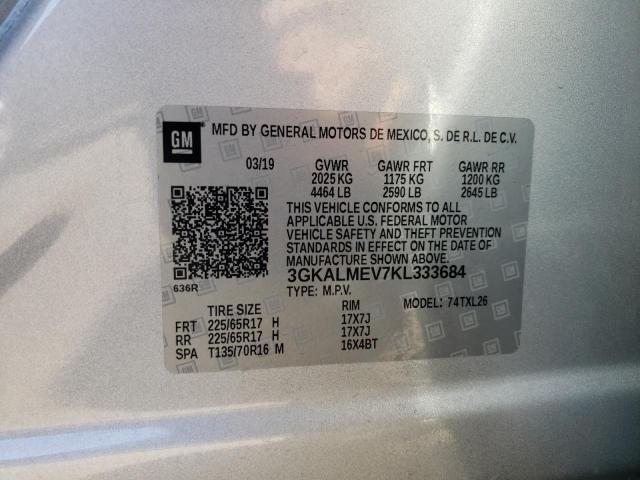 GM
MFD BY GENERAL MOTORS DE MEXICO, S. DE R.L. DE C.V.
03/19 GVWR GAWR FRT GAWR RR
2025 KG 1175 KG 1200 KG
4464 LB 2590 LB 2645 LB
THIS VEHICLE CONFORMS TO ALL
APPLICABLE U.S. FEDERAL MOTOR
VEHICLE SAFETY AND THEFT PREVENTION
STANDARDS IN EFFECT ON THE DATE OF
MANUFACTURE SHOWN ABOVE.
3GKALMEV7KL333684
636R
TYPE: M.P.V. MODEL: 74TXL26
TIRE SIZE RIM
FRT 225/65R17 H 17X7J
RR 225/65R17 H 17X7J
SPA T135/70R16 M 16X4BT